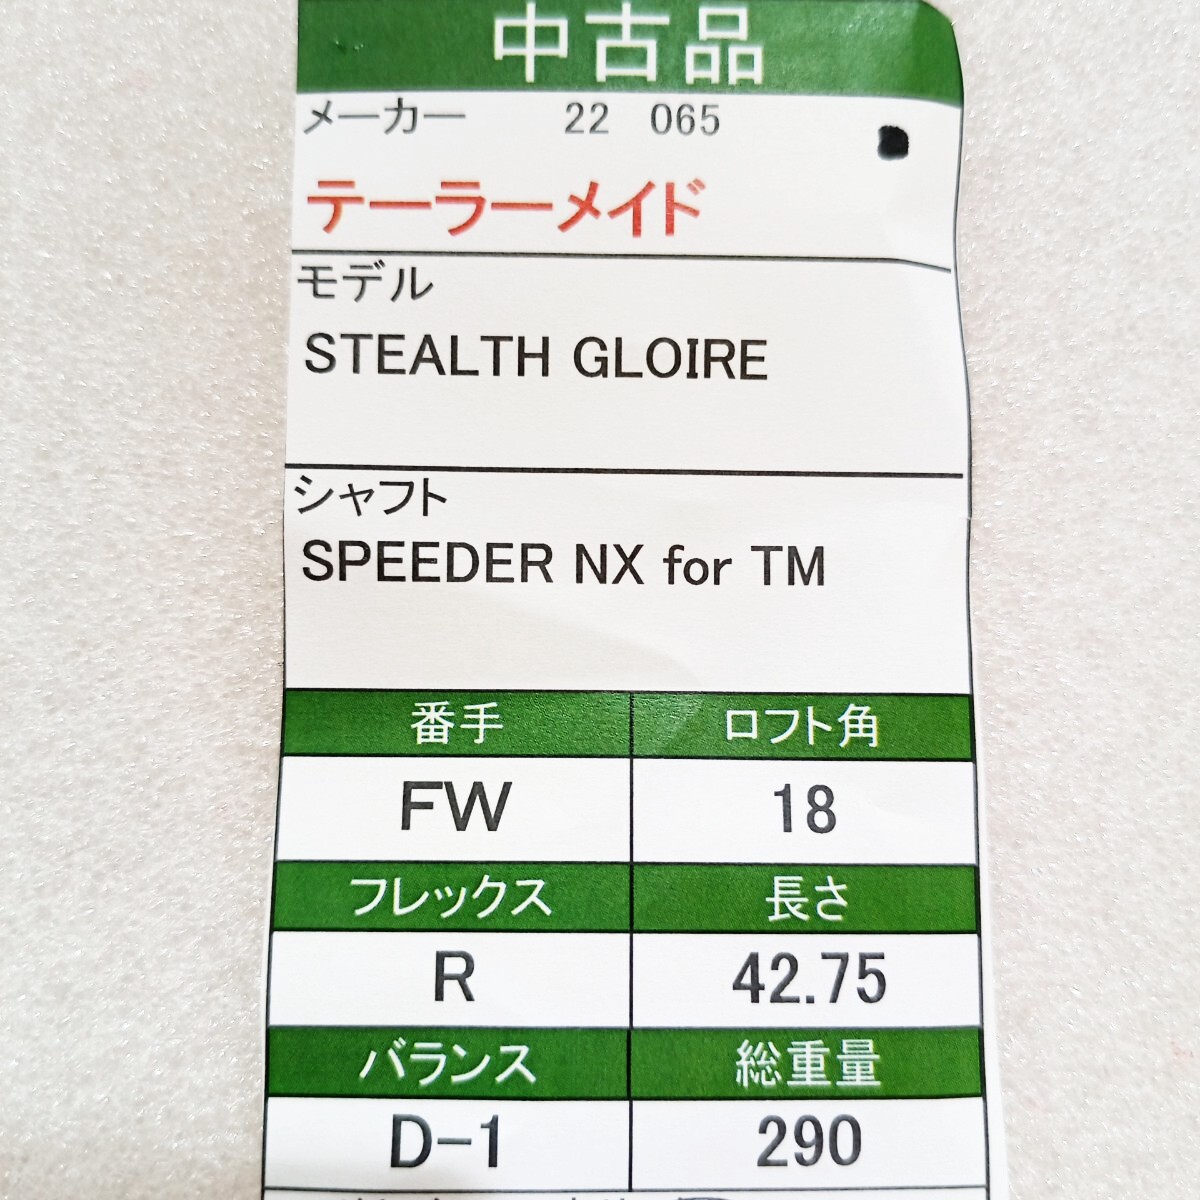 中古品
メーカー 22 065
テーラーメイド
モデル
STEALTH GLOIRE
シャフト
SPEEDER NX for TM
番手 ロフト角
FW 18
フレックス 長さ
R 42.75
バランス 総重量
D-1 290